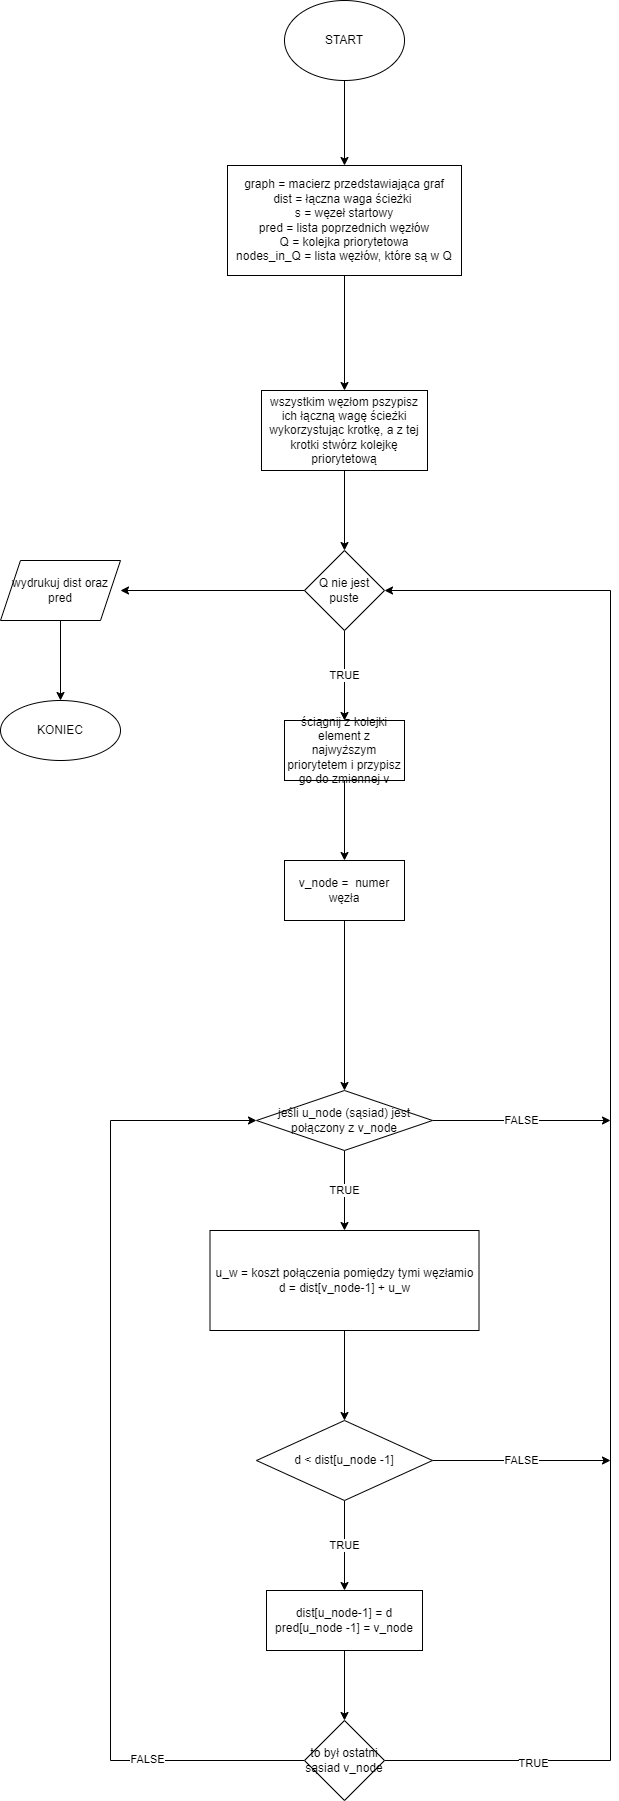 START
graph = macierz przedstawiająca graf
dist = łączna waga ścieżki
s = węzeł startowy
pred = lista poprzednich węzłów
Q = kolejka priorytetowa
nodes_in_Q = lista węzłów, które są w Q
wszystkim węzłom pszypisz
ich łączną wagę ścieżki
wykorzystując krotkę, a z tej
krotki stwórz kolejkę
priorytetową
wydrukuj dist oraz
pred
Q nie jest
puste
TRUE
KONIEC
ściągnij z kolejki
element z
najwyższym
priorytetem i przypisz
go do zmiennej v
v_node = numer
węzła
jeśli u_node (sąsiad) jest
połączony z v_node
FALSE
TRUE
u_w = koszt połączenia pomiędzy tymi węzłamio
d = dist[v_node-1] + u_w
d < dist[u_node -1]
FALSE
TRUE
dist[u_node-1] = d
pred[u_node -1] = v_node
to był ostatni
sąsiad v_node
FALSE
TRUE